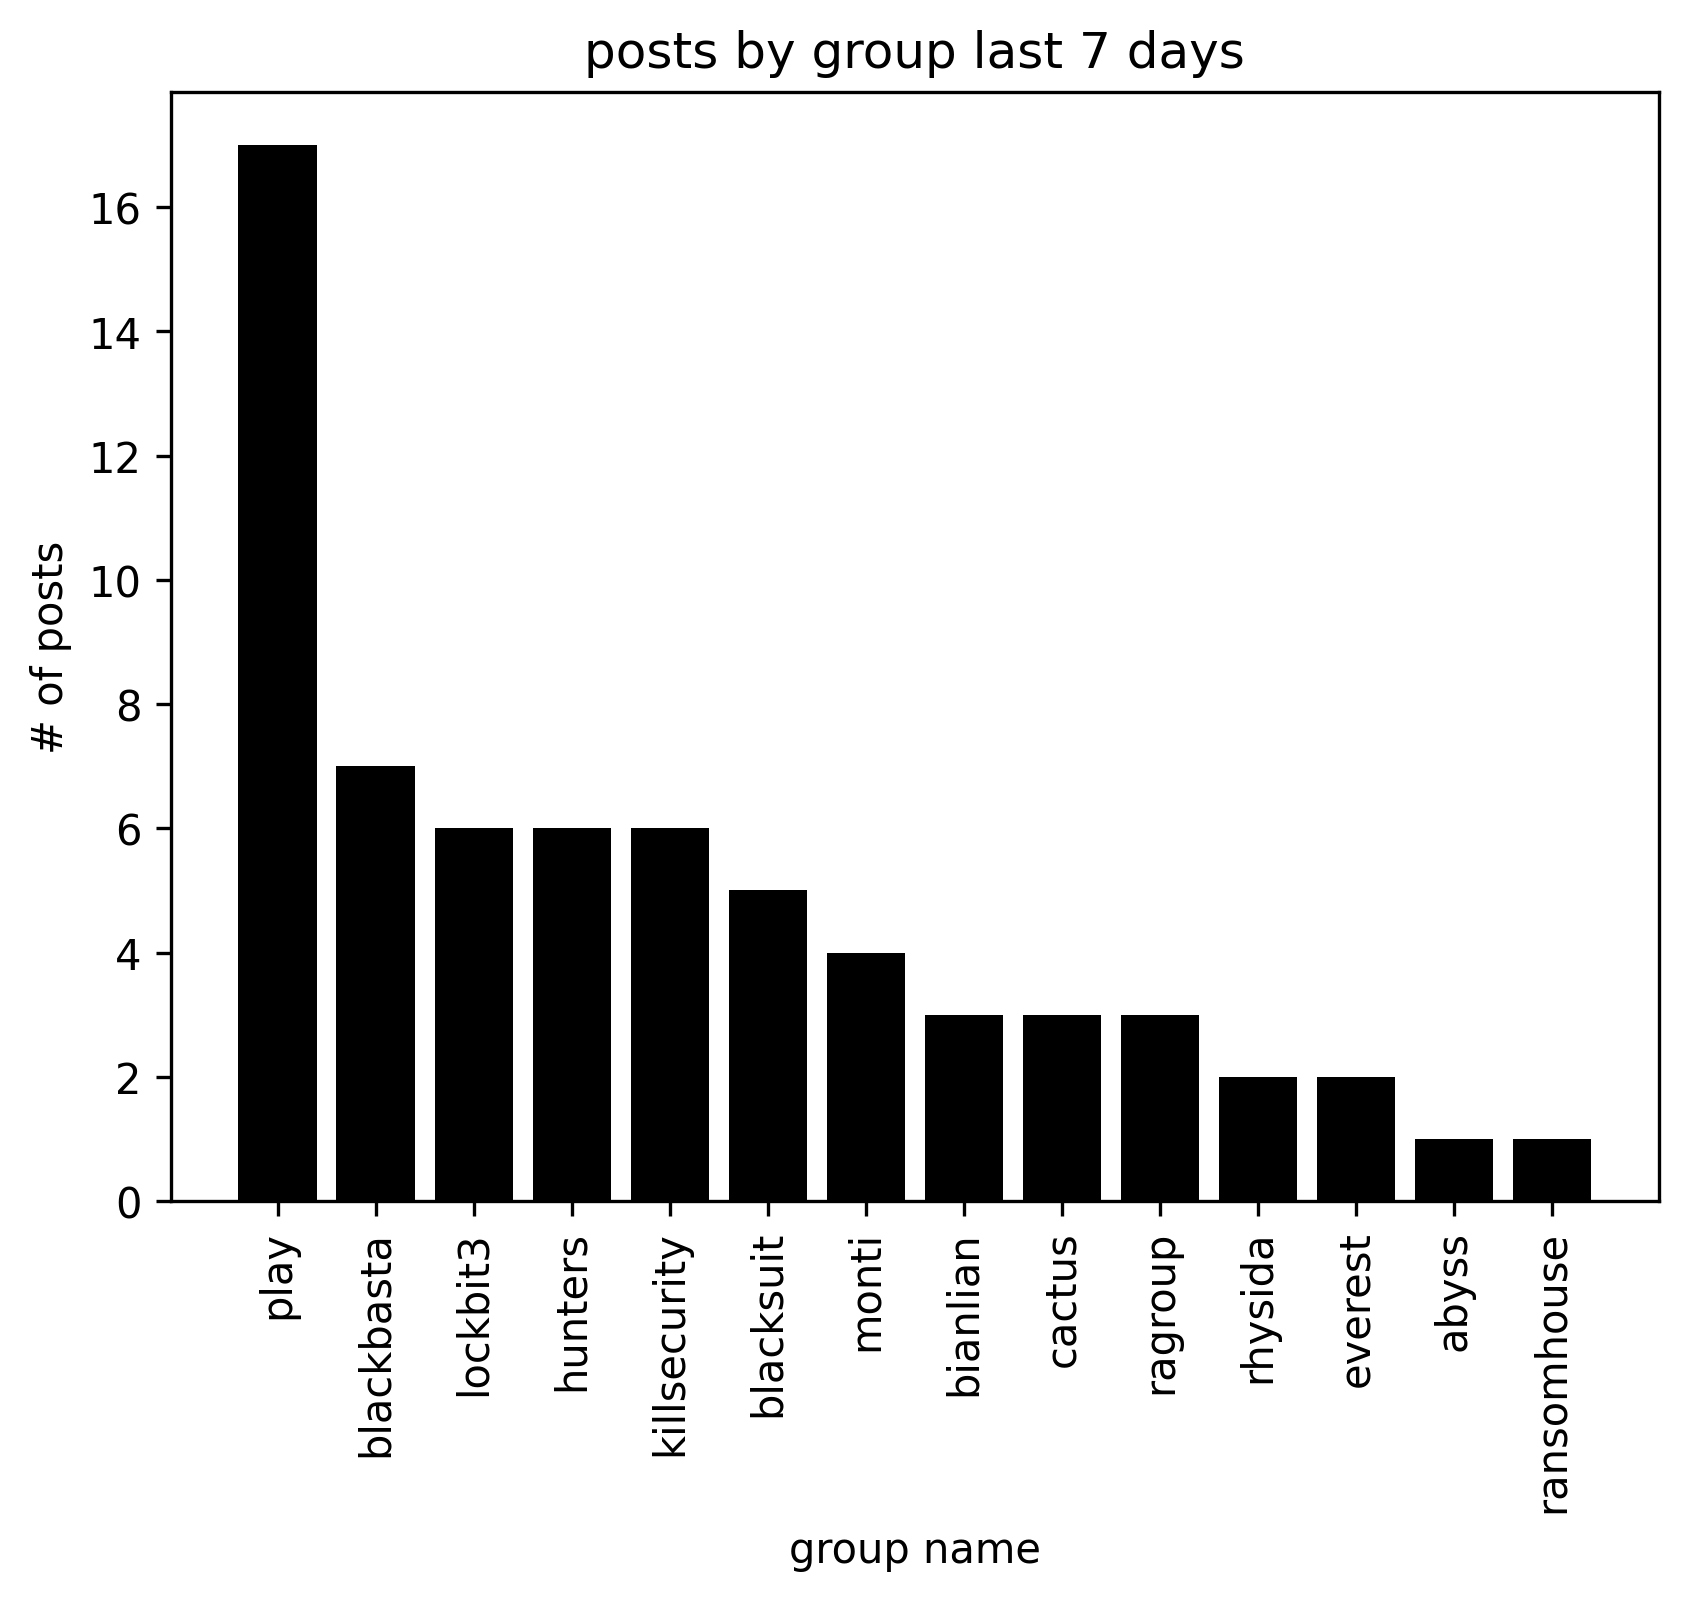 posts by group last 7 days
16
14
12
10
8
6
4
2
0
# of posts
play
blackbasta
lockbit3
hunters
killsecurity
blacksuit
monti
bianlian
cactus
ragroup
rhysida
everest
abyss
ransomhouse
group name